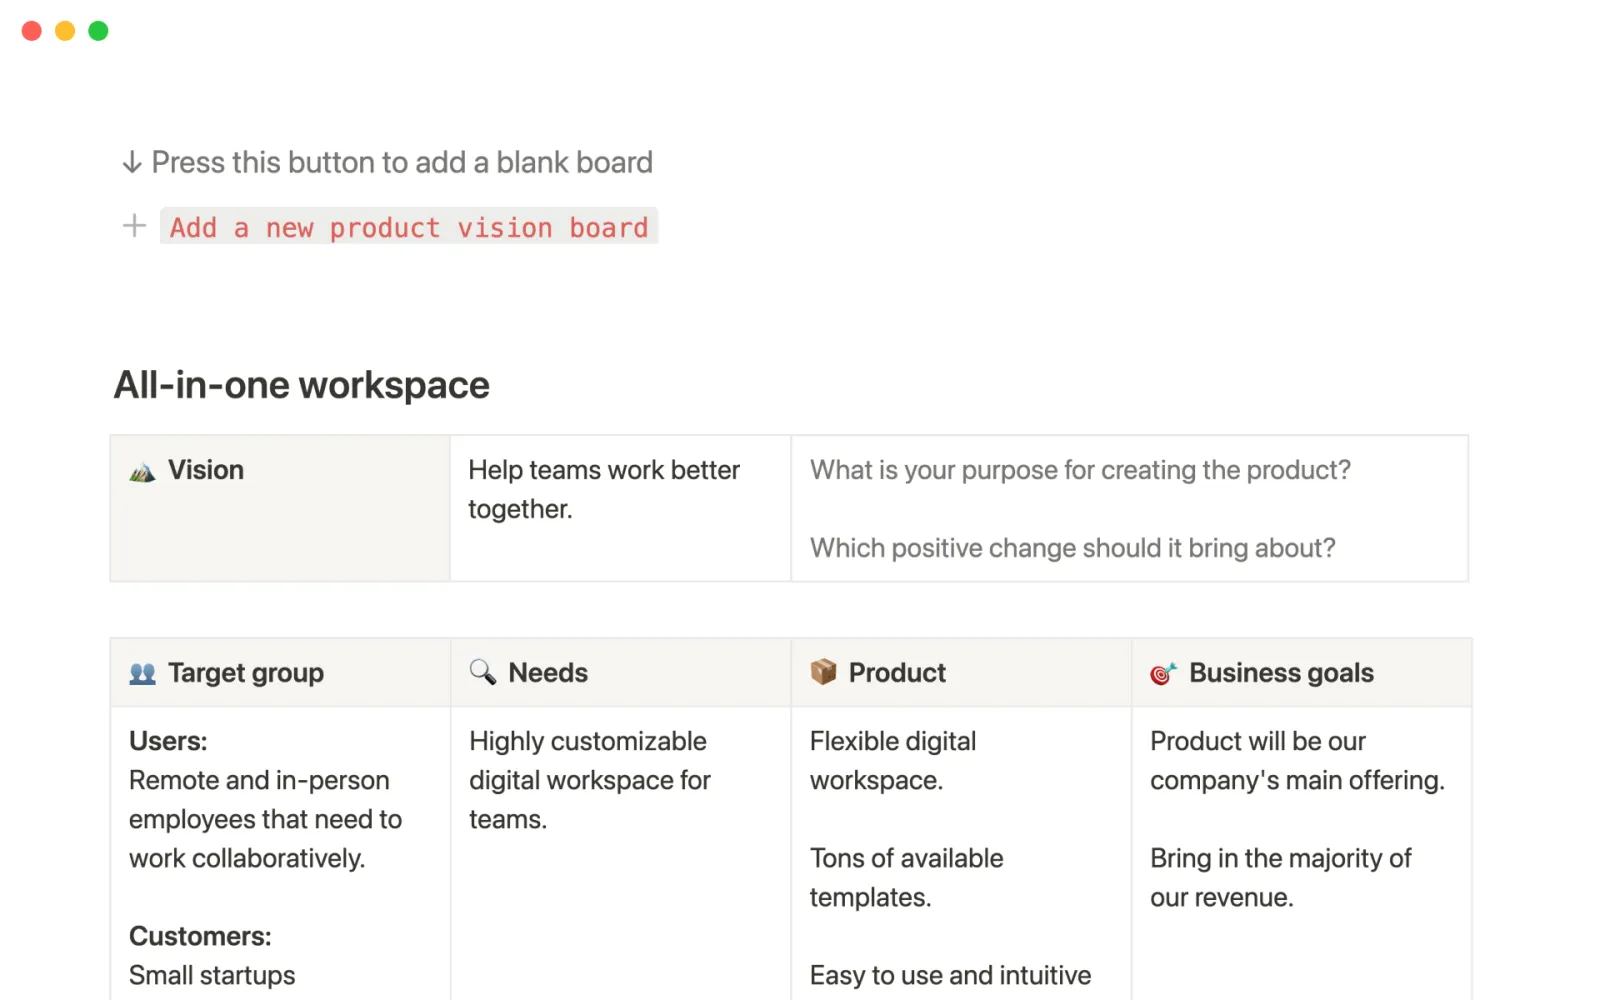 ↓ Press this button to add a blank board
+ Add a new product vision board
All-in-one workspace
Vision
Help teams work better
together.
What is your purpose for creating the product?
Which positive change should it bring about?
Target group
Needs
Product
Business goals
Users:
Remote and in-person
employees that need to
work collaboratively.
Customers:
Small startups
Highly customizable
digital workspace for
teams.
Flexible digital
workspace.
Tons of available
templates.
Easy to use and intuitive
Product will be our
company's main offering.
Bring in the majority of
our revenue.